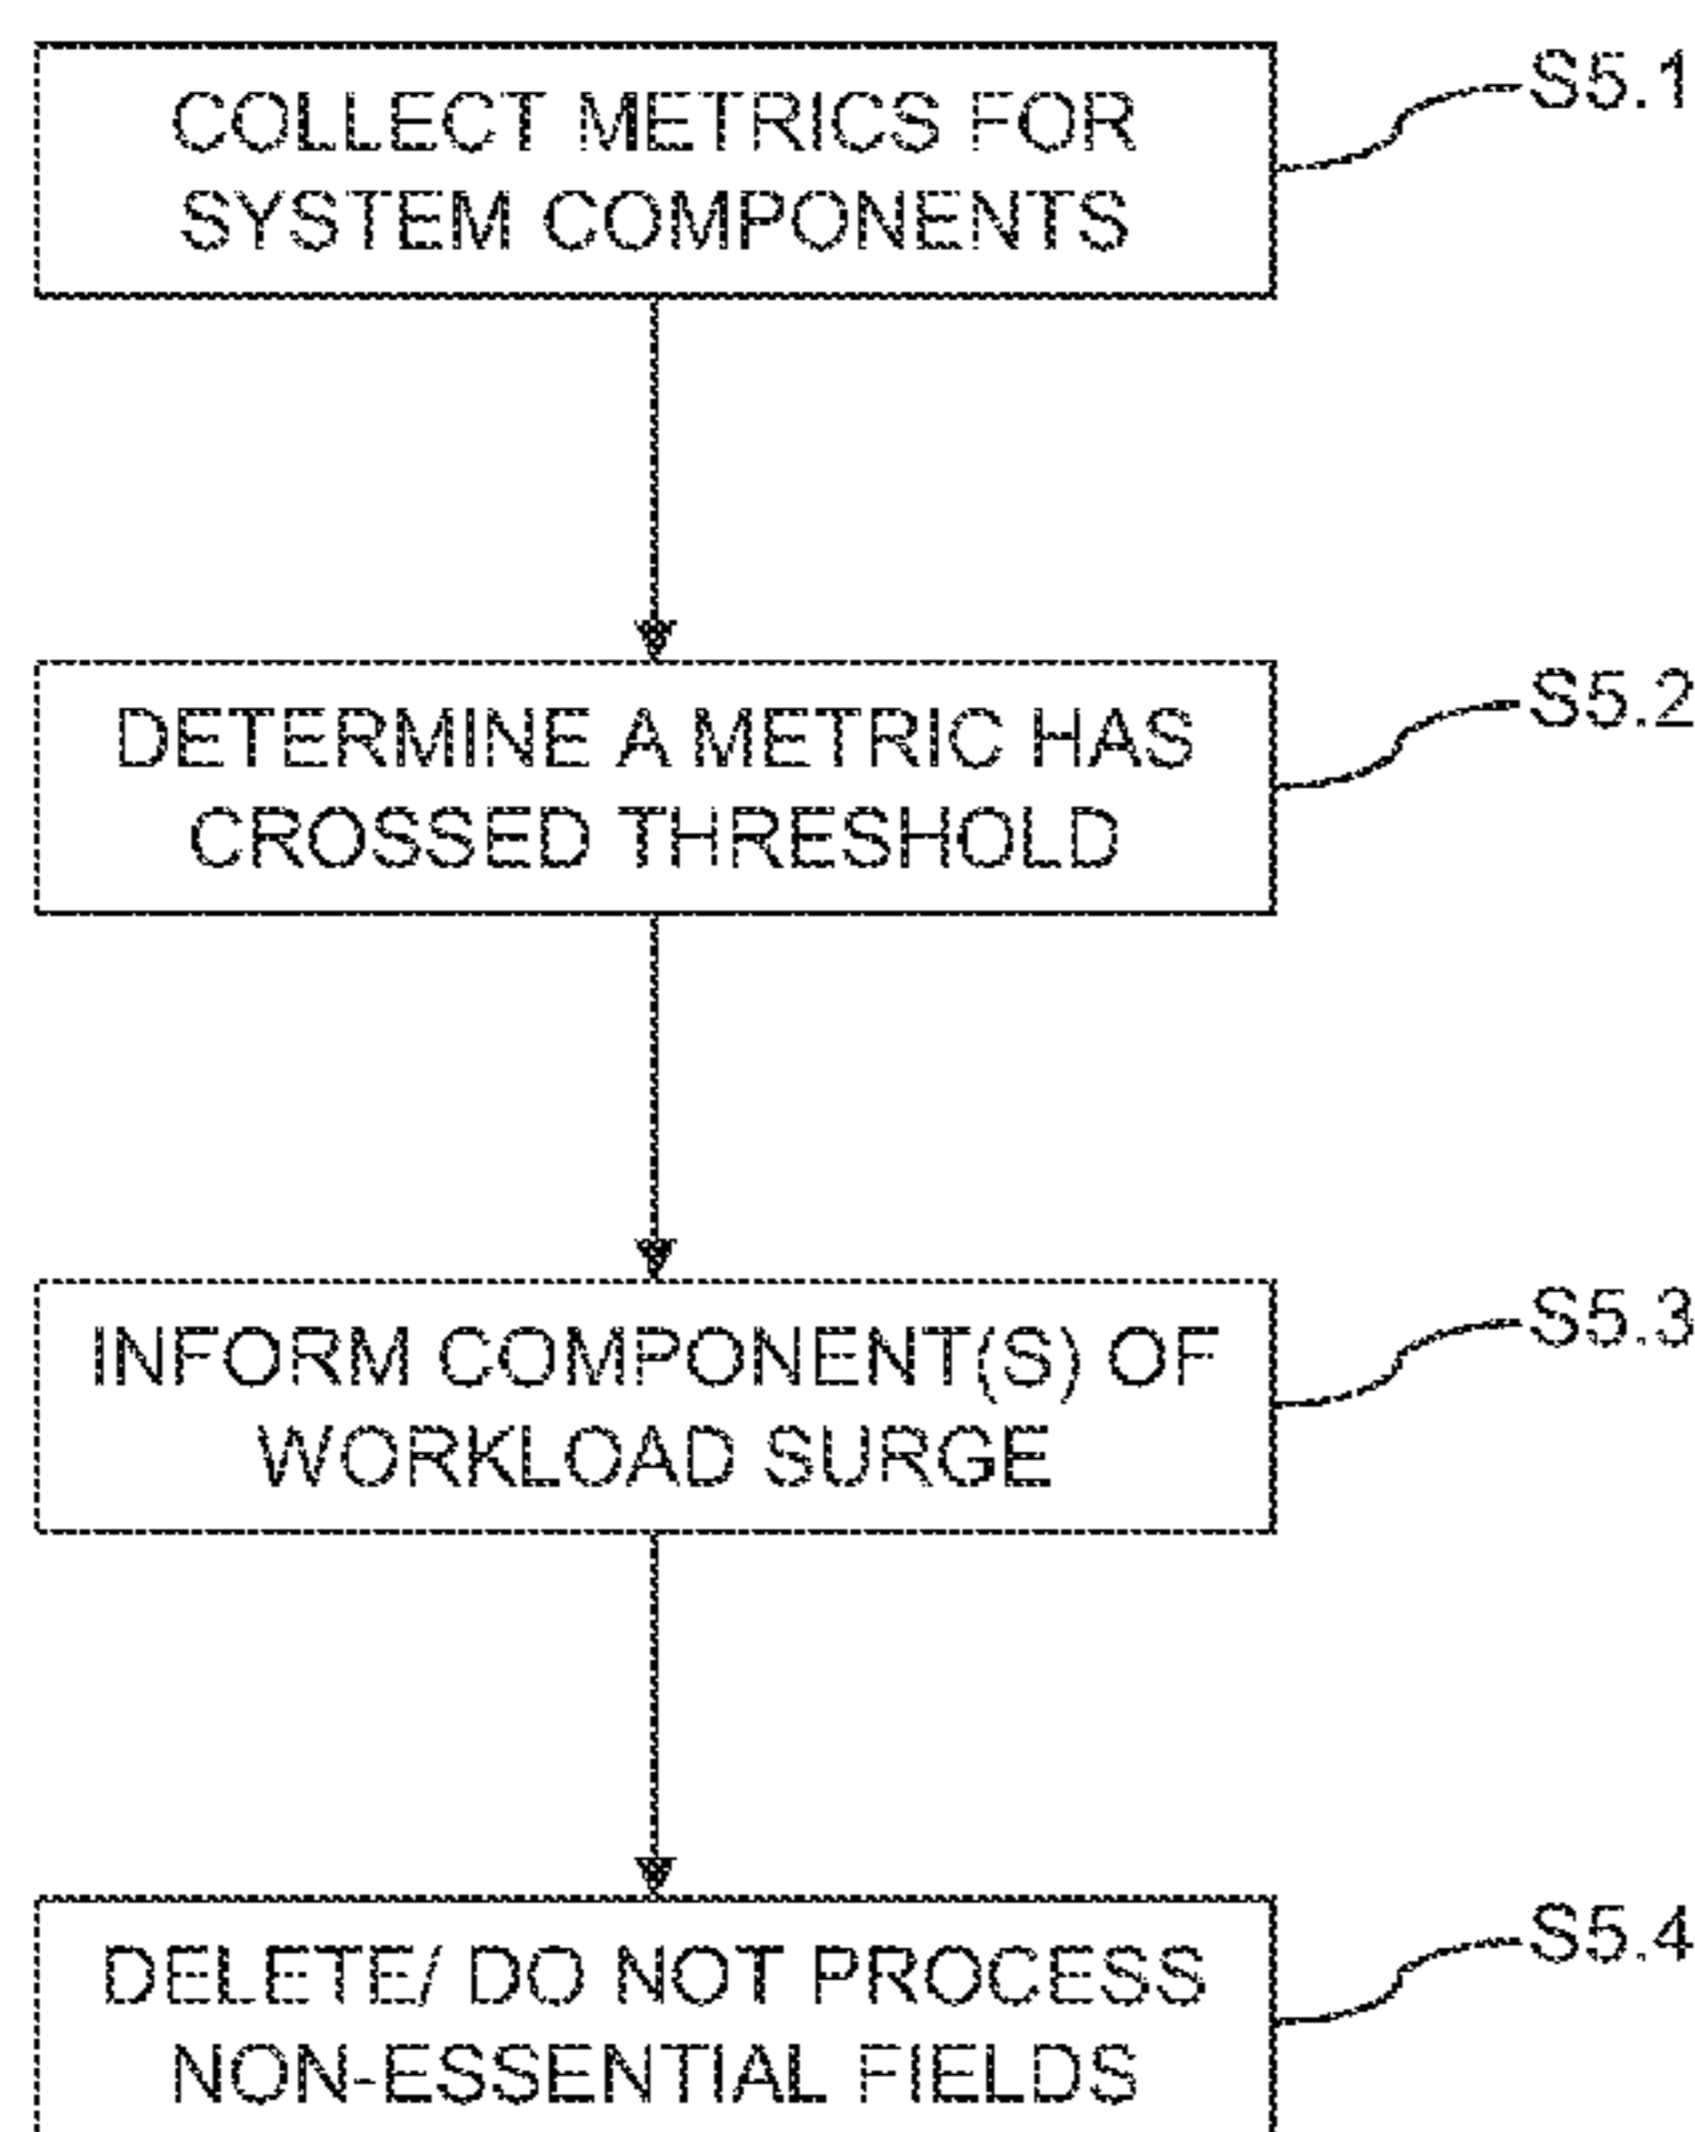 COLLECT METRICS FOR
SYSTEM COMPONENTS
S5.1
DETERMINE A METRIC HAS
CROSSED THRESHOLD
S5.2
INFORM COMPONENT(S) OF
WORKLOAD SURGE
S5.3
DELETE/ DO NOT PROCESS
NON-ESSENTIAL FIELDS
S5.4